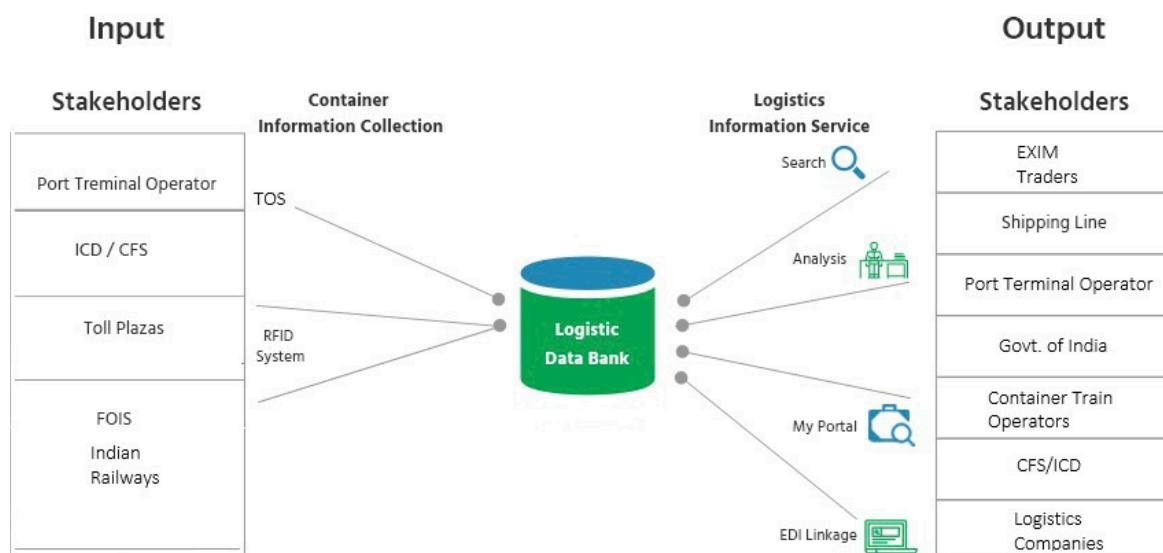 Input
Output
Stakeholders
Container
Information Collection
Logistics
Information Service
Stakeholders
Port Treminal Operator
ICD / CFS
Toll Plazas
FOIS
Indian
Railways
TOS
RFID
System
Logistic
Data Bank
Search
Analysis
My Portal
EDI Linkage
EXIM
Traders
Shipping Line
Port Terminal Operator
Govt. of India
Container Train
Operators
CFS/ICD
Logistics
Companies